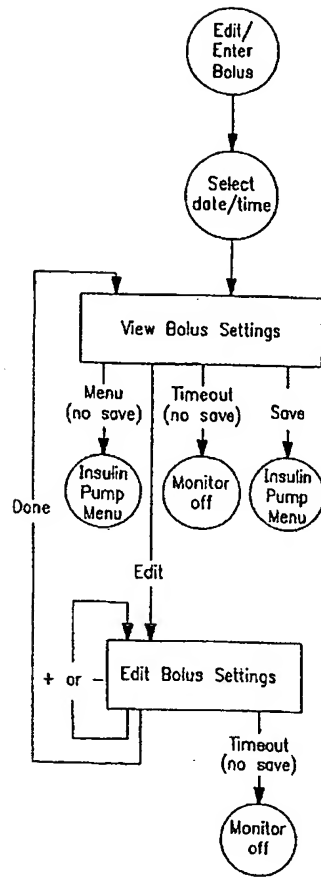 Edit/
Enter
Bolus
Select
date/time
View Bolus Settings
Menu
(no save)
Timeout
(no save)
Save
Insulin
Pump
Menu
Monitor
off
Insulin
Pump
Menu
Done
Edit
+ or -
Edit Bolus Settings
Timeout
(no save)
Monitor
off